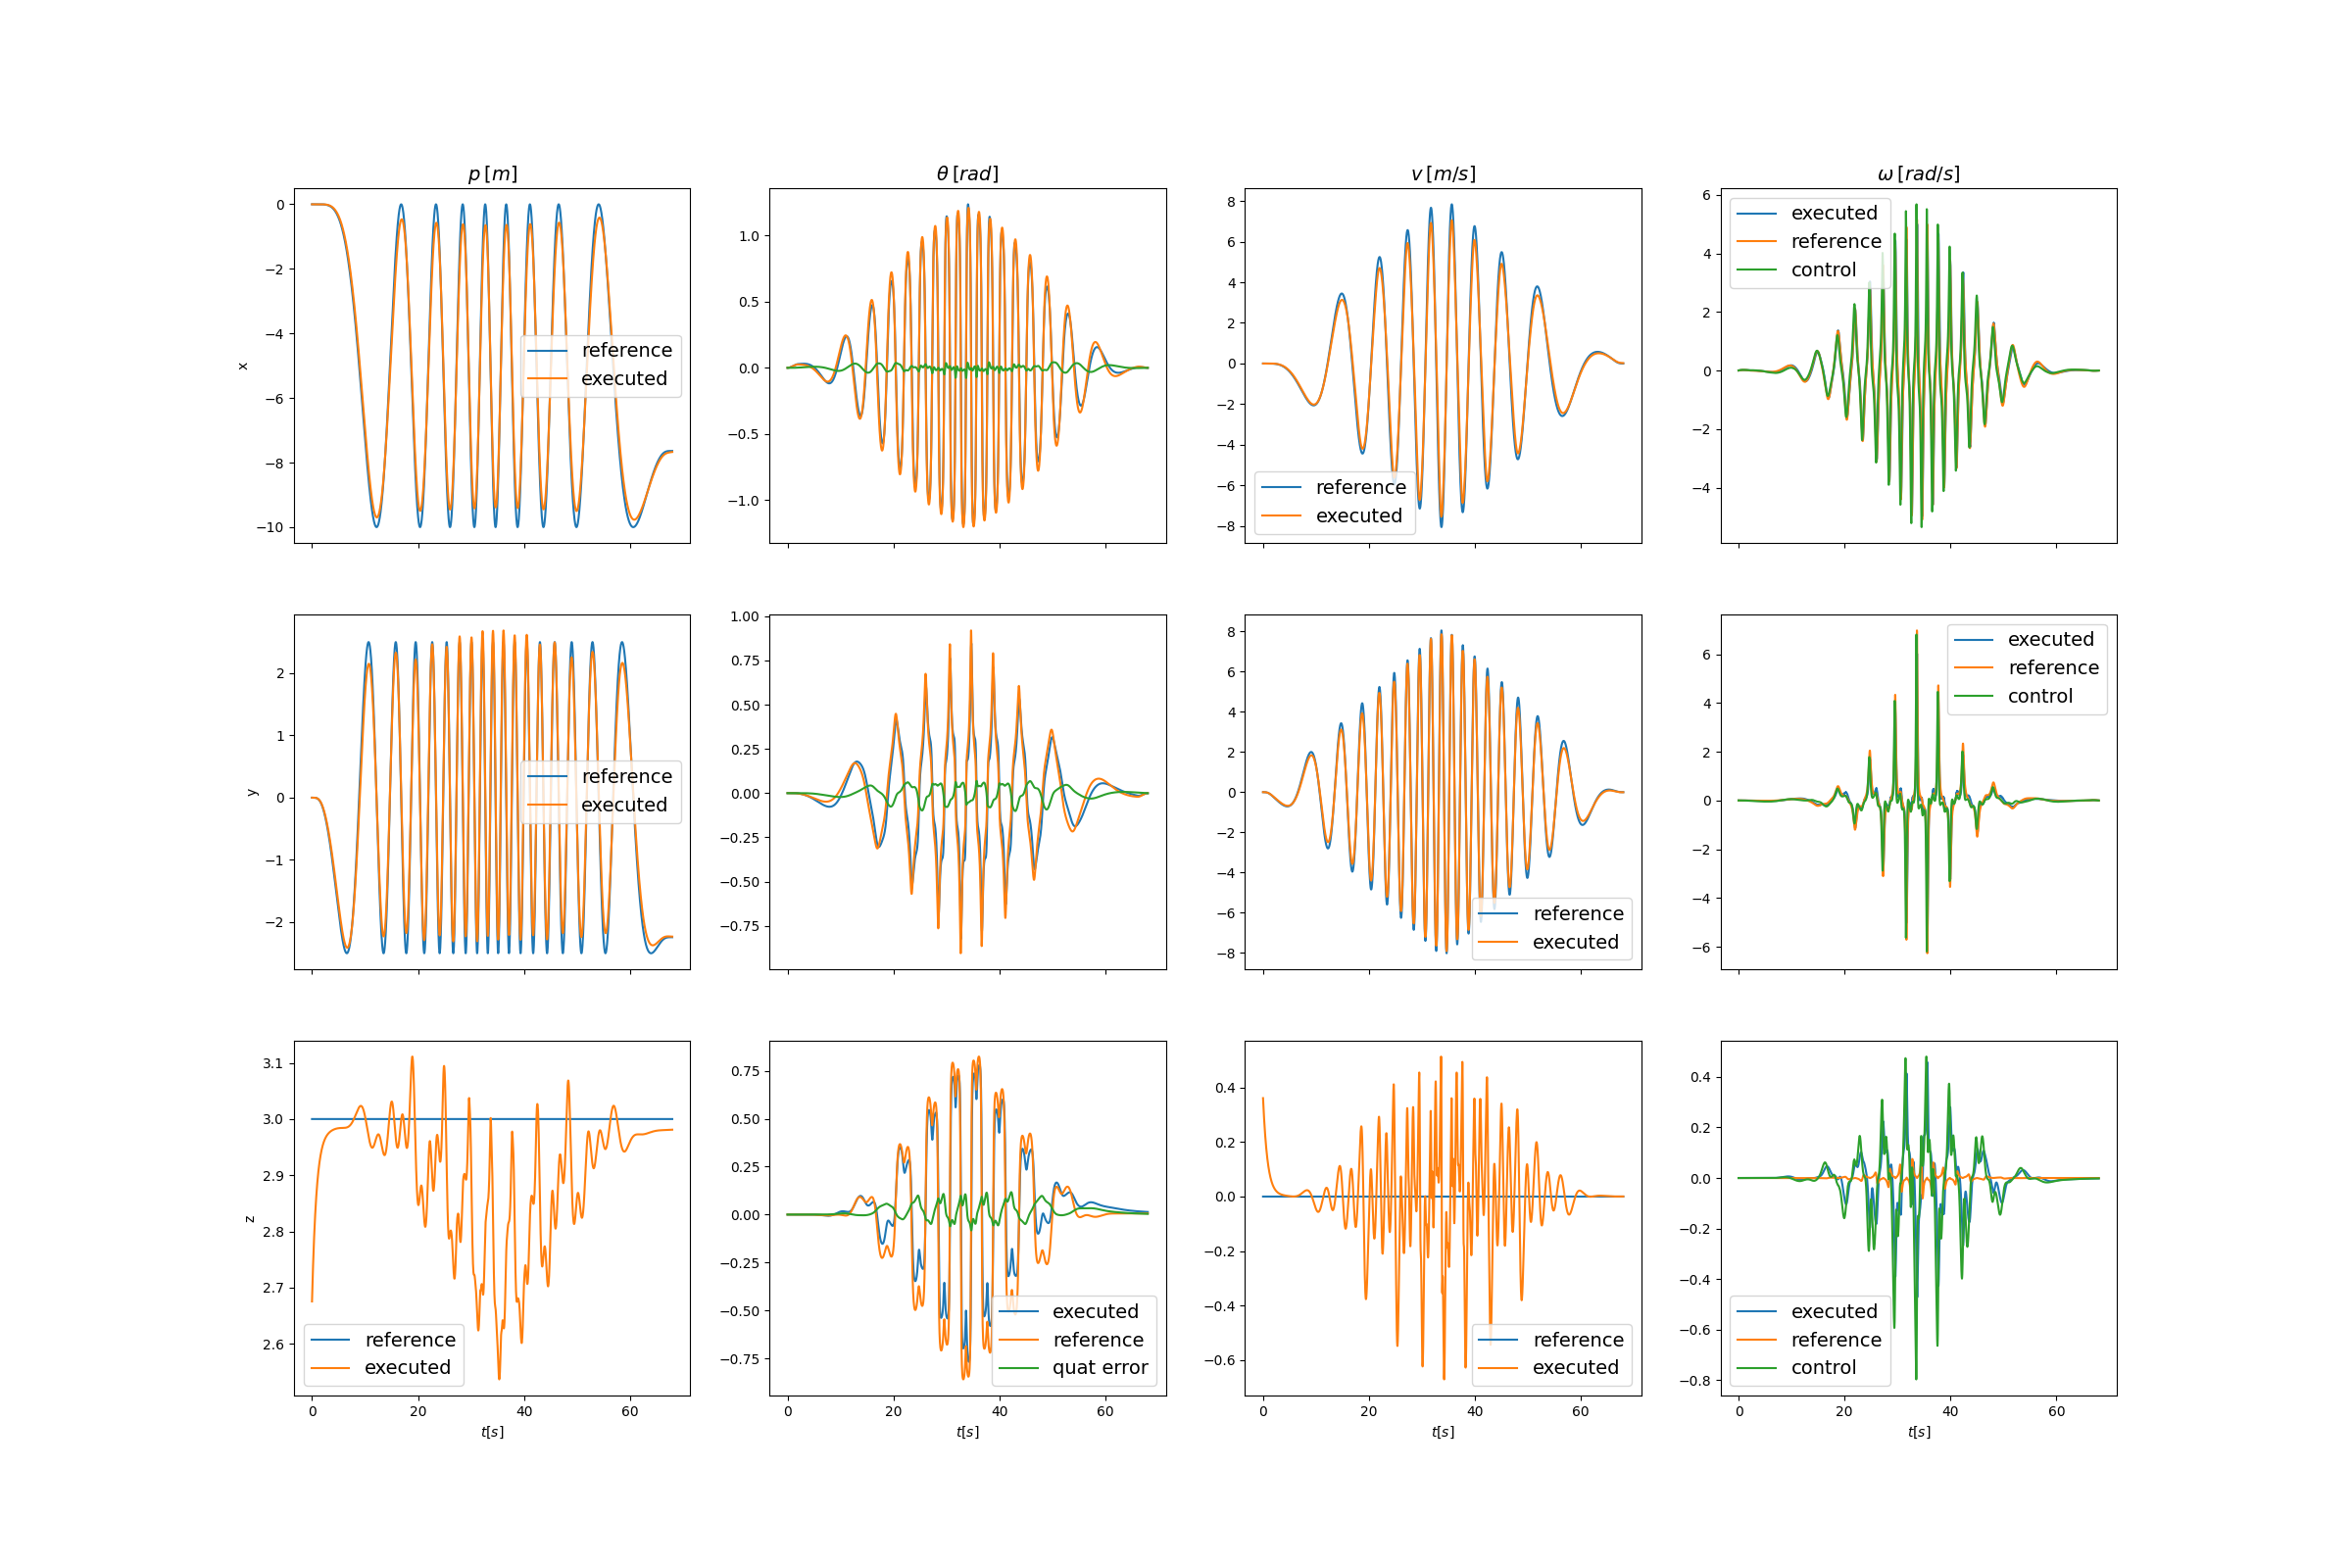 p [m]
θ [rad]
v [m/s]
ω [rad/s]
x
0
−2
−4
−6
−8
−10
reference
executed
1.0
0.5
0.0
−0.5
−1.0
8
6
4
2
0
−2
−4
−6
−8
reference
executed
6
4
2
0
−2
−4
executed
reference
control
y
2
1
0
−1
−2
reference
executed
1.00
0.75
0.50
0.25
0.00
−0.25
−0.50
−0.75
8
6
4
2
0
−2
−4
−6
−8
reference
executed
6
4
2
0
−2
−4
−6
executed
reference
control
z
3.1
3.0
2.9
2.8
2.7
2.6
reference
executed
0 20 40 60
t[s]
0.75
0.50
0.25
0.00
−0.25
−0.50
−0.75
executed
reference
quat error
0 20 40 60
t[s]
0.4
0.2
0.0
−0.2
−0.4
−0.6
reference
executed
0 20 40 60
t[s]
0.4
0.2
0.0
−0.2
−0.4
−0.6
−0.8
executed
reference
control
0 20 40 60
t[s]